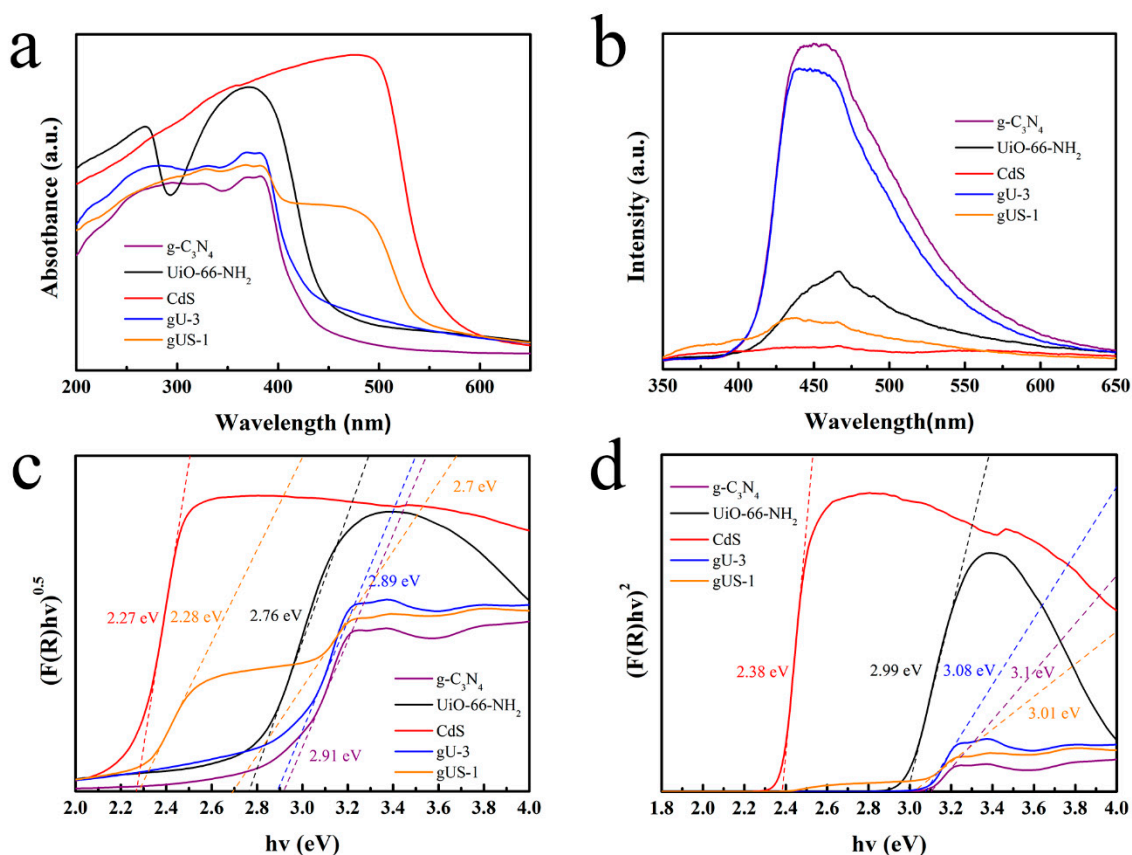 a
Absotbance (a.u.)
g-C₃N₄
UiO-66-NH₂
CdS
gU-3
gUS-1
200 300 400 500 600
Wavelength (nm)
b
Intensity (a.u.)
g-C₃N₄
UiO-66-NH₂
CdS
gU-3
gUS-1
350 400 450 500 550 600 650
Wavelength(nm)
c
(F(R)hv)^0.5
2.7 eV
2.89 eV
2.27 eV 2.28 eV 2.76 eV
2.91 eV
g-C₃N₄
UiO-66-NH₂
CdS
gU-3
gUS-1
2.0 2.2 2.4 2.6 2.8 3.0 3.2 3.4 3.6 3.8 4.0
hv (eV)
d
(F(R)hv)²
g-C₃N₄
UiO-66-NH₂
CdS
gU-3
gUS-1
2.38 eV 2.99 eV 3.08 eV 3.1 eV
3.01 eV
1.8 2.0 2.2 2.4 2.6 2.8 3.0 3.2 3.4 3.6 3.8 4.0
hv (eV)